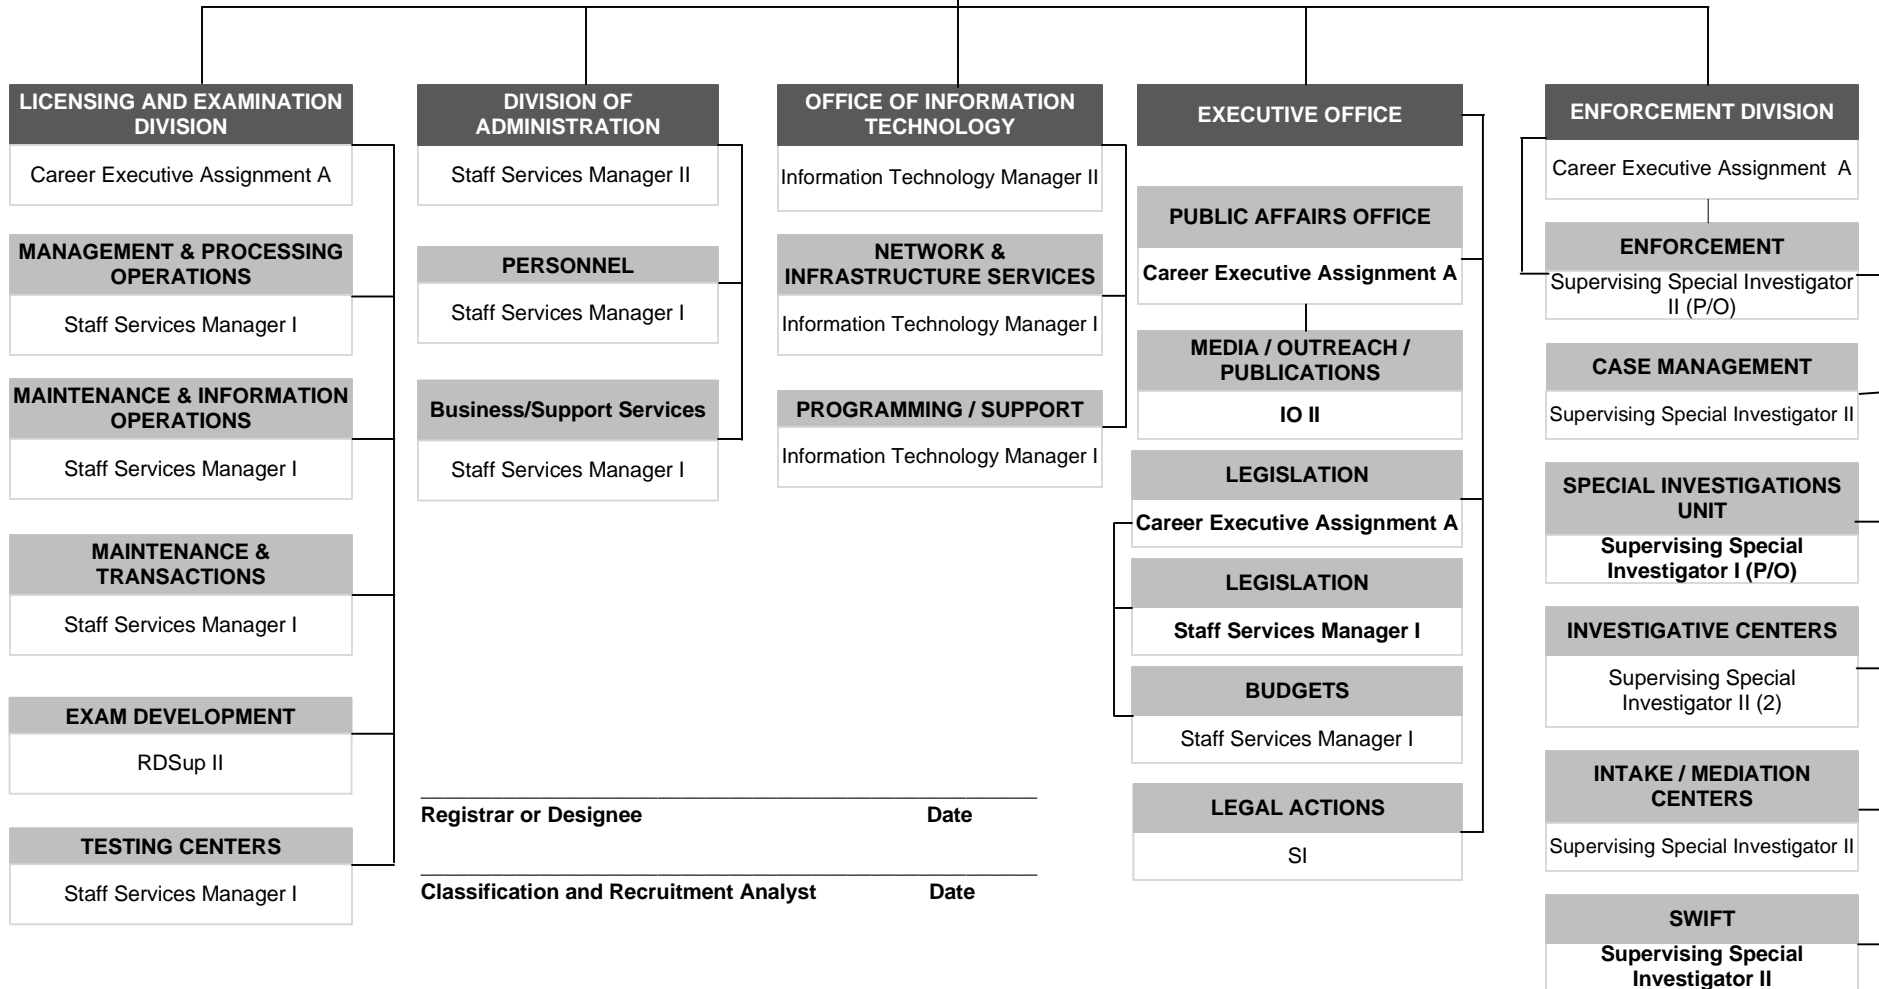 LICENSING AND EXAMINATION
DIVISION
Career Executive Assignment A
MANAGEMENT & PROCESSING
OPERATIONS
Staff Services Manager I
MAINTENANCE & INFORMATION
OPERATIONS
Staff Services Manager I
MAINTENANCE &
TRANSACTIONS
Staff Services Manager I
EXAM DEVELOPMENT
RDSup II
TESTING CENTERS
Staff Services Manager I
DIVISION OF
ADMINISTRATION
Staff Services Manager II
PERSONNEL
Staff Services Manager I
Business/Support Services
Staff Services Manager I
OFFICE OF INFORMATION
TECHNOLOGY
Information Technology Manager II
NETWORK &
INFRASTRUCTURE SERVICES
Information Technology Manager I
PROGRAMMING / SUPPORT
Information Technology Manager I
Registrar or Designee Date
Classification and Recruitment Analyst Date
EXECUTIVE OFFICE
PUBLIC AFFAIRS OFFICE
Career Executive Assignment A
MEDIA / OUTREACH /
PUBLICATIONS
IO II
LEGISLATION
Career Executive Assignment A
LEGISLATION
Staff Services Manager I
BUDGETS
Staff Services Manager I
LEGAL ACTIONS
SI
ENFORCEMENT DIVISION
Career Executive Assignment A
ENFORCEMENT
Supervising Special Investigator
II (P/O)
CASE MANAGEMENT
Supervising Special Investigator II
SPECIAL INVESTIGATIONS
UNIT
Supervising Special
Investigator I (P/O)
INVESTIGATIVE CENTERS
Supervising Special
Investigator II (2)
INTAKE / MEDIATION
CENTERS
Supervising Special Investigator II
SWIFT
Supervising Special
Investigator II